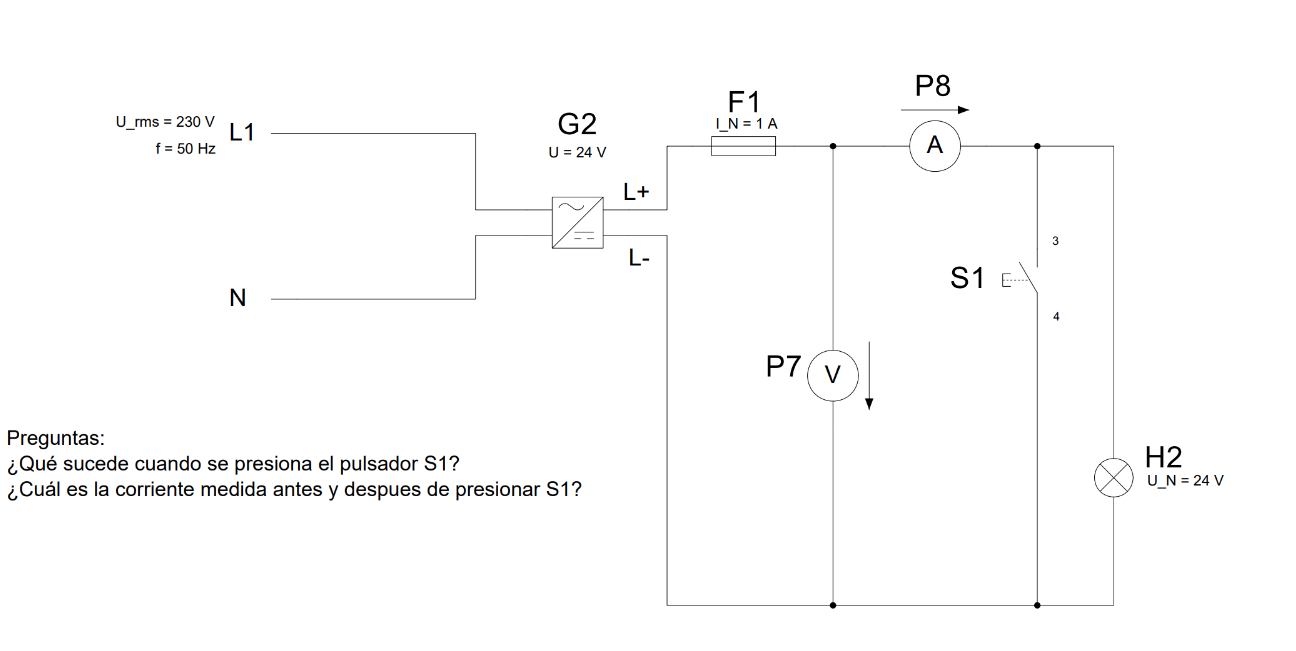 P8
F1
I_N = 1 A
U_rms = 230 V
L1
f = 50 Hz
G2
U = 24 V
A
L+
L-
N
3
S1
4
P7
V
Preguntas:
¿Qué sucede cuando se presiona el pulsador S1?
¿Cuál es la corriente medida antes y despues de presionar S1?
H2
U_N = 24 V